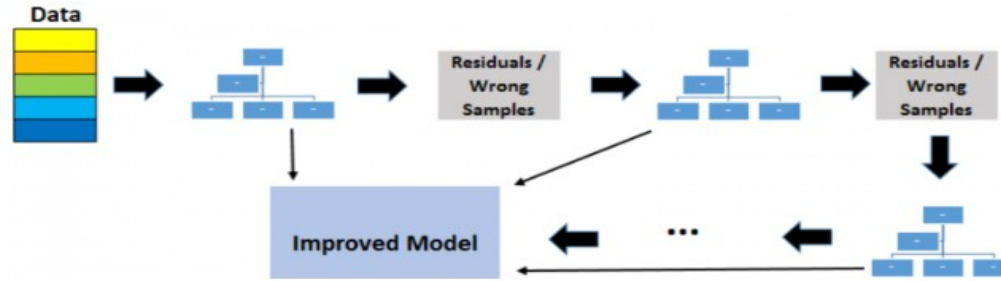 Data
Residuals /
Wrong
Samples
Residuals /
Wrong
Samples
Improved Model
...